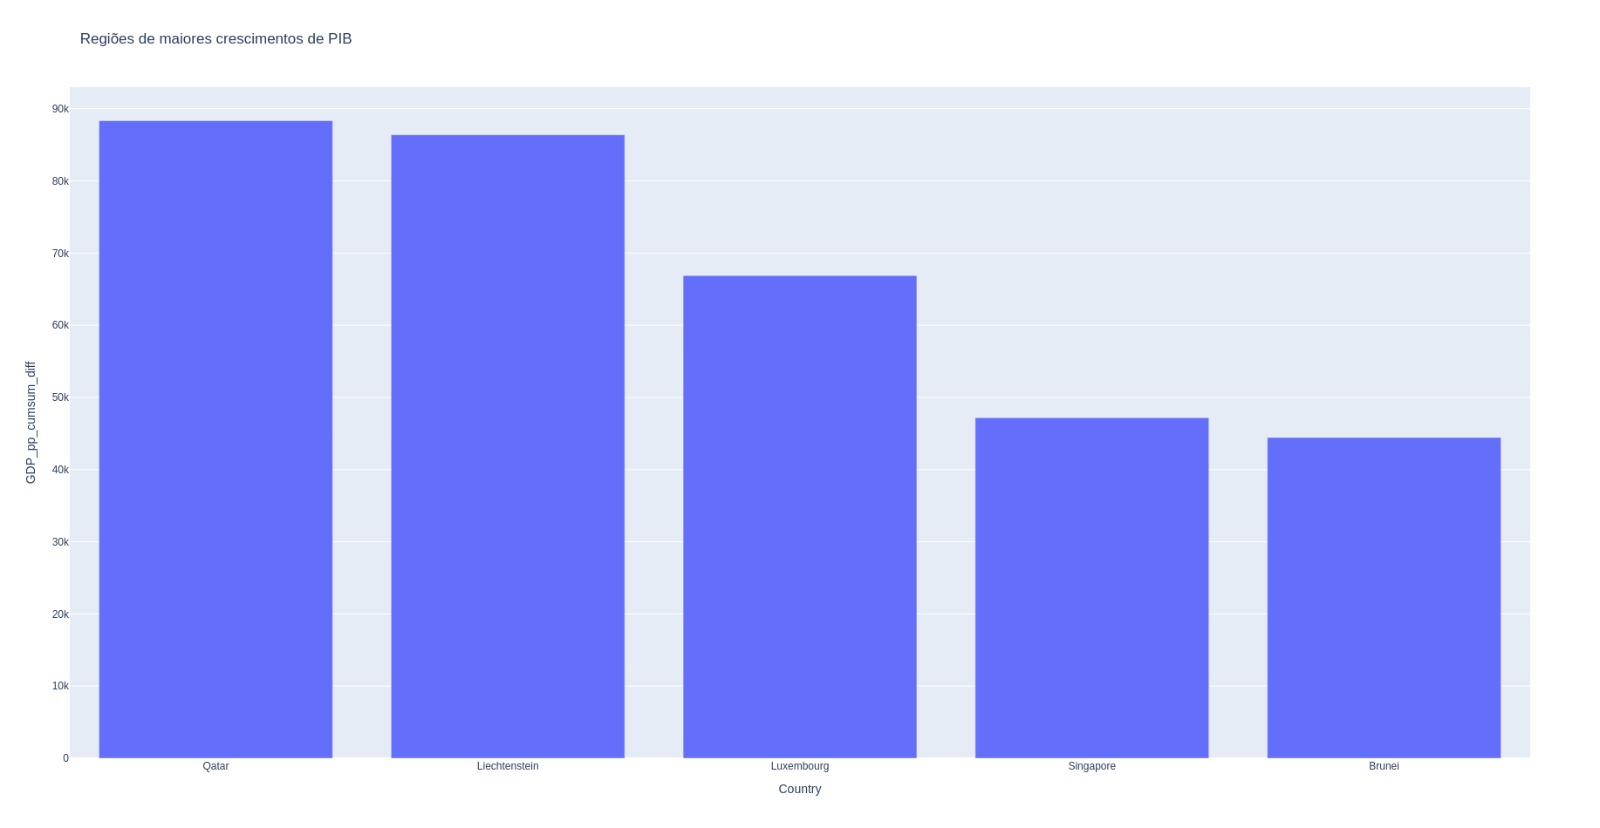 Regiões de maiores crescimentos de PIB
90k
80k
70k
60k
50k
40k
30k
20k
10k
0
GDP_pp_cumsum_diff
Qatar
Liechtenstein
Luxembourg
Singapore
Brunei
Country